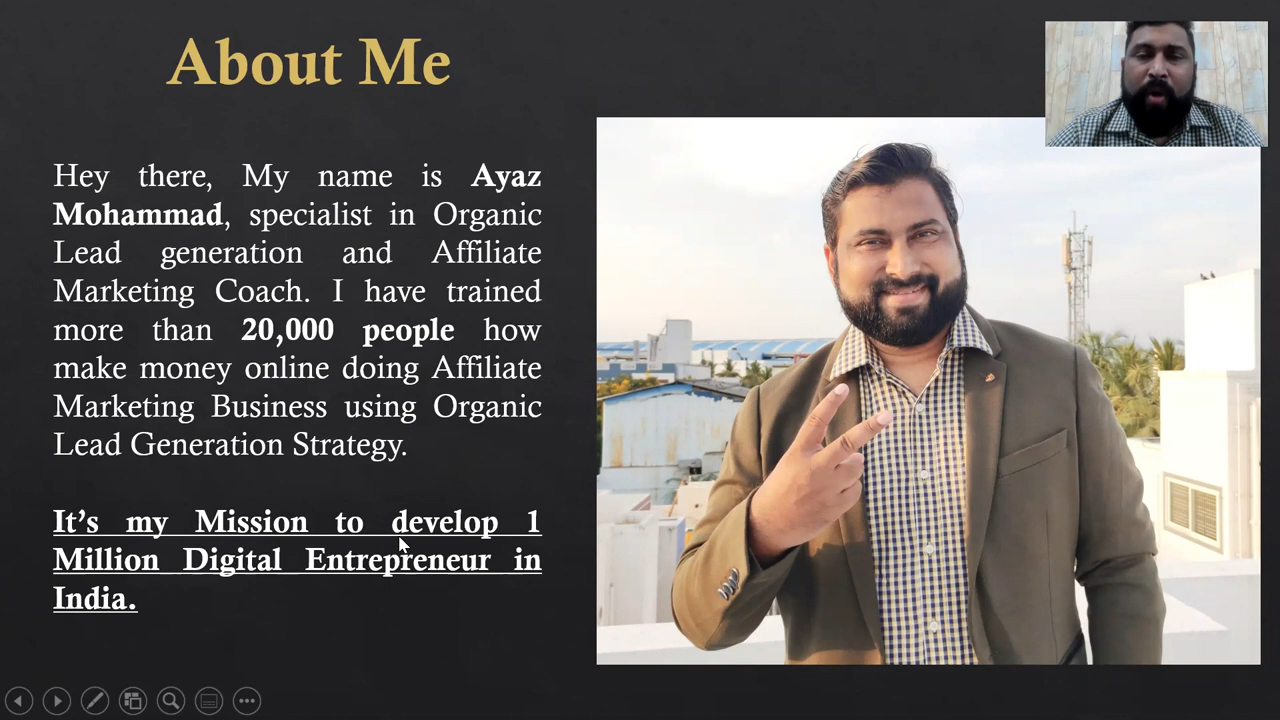 About Me
Hey there, My name is Ayaz
Mohammad, specialist in Organic
Lead generation and Affiliate
Marketing Coach. I have trained
more than 20,000 people how
make money online doing Affiliate
Marketing Business using Organic
Lead Generation Strategy.
It’s my Mission to develop 1
Million Digital Entrepreneur in
India.